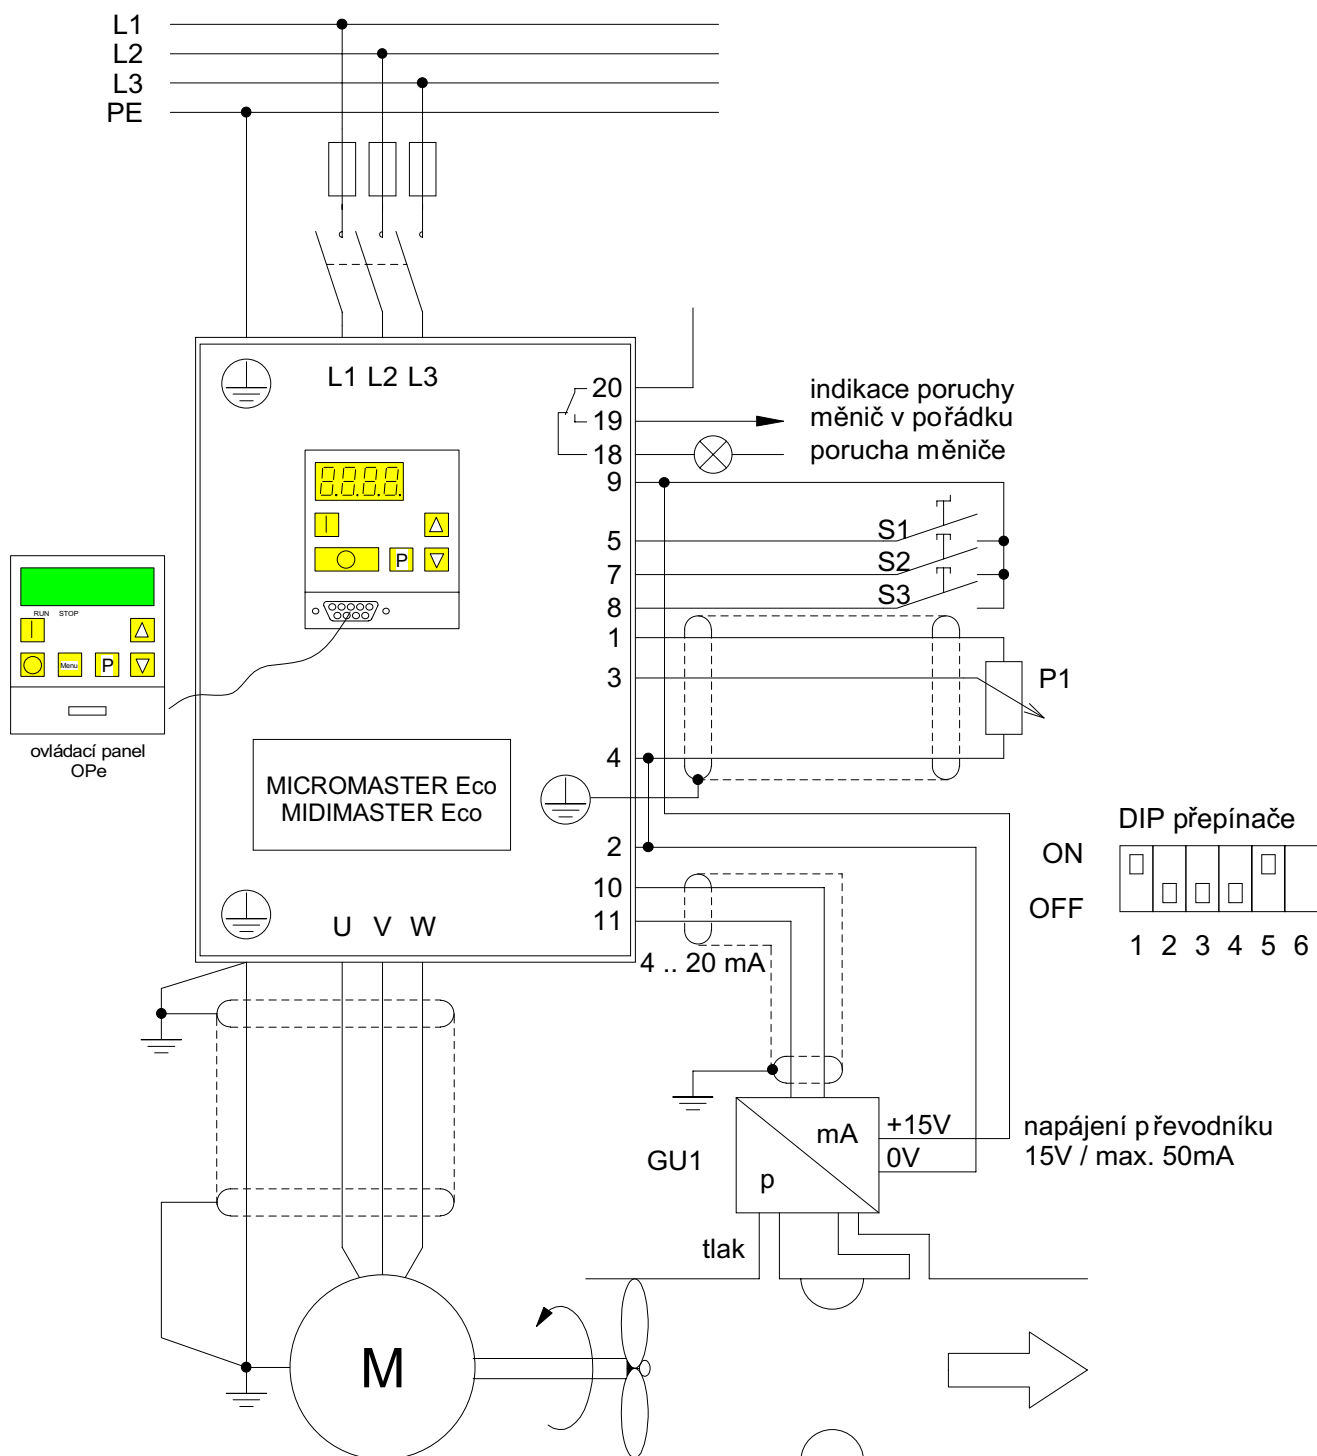 L1
L2
L3
PE
L1 L2 L3
20
19
18
9
5
7
8
1
3
4
2
10
11
indikace poruchy
měnič v pořádku
porucha měniče
S1
S2
S3
P1
RUN STOP
Menu P
P
ovládací panel
OPe
MICROMASTER Eco
MIDIMASTER Eco
DIP přepínače
ON
OFF
1 2 3 4 5 6
U V W
4 .. 20 mA
GU1
mA
p
+15V
0V
napájení převodníku
15V / max. 50mA
tlak
M